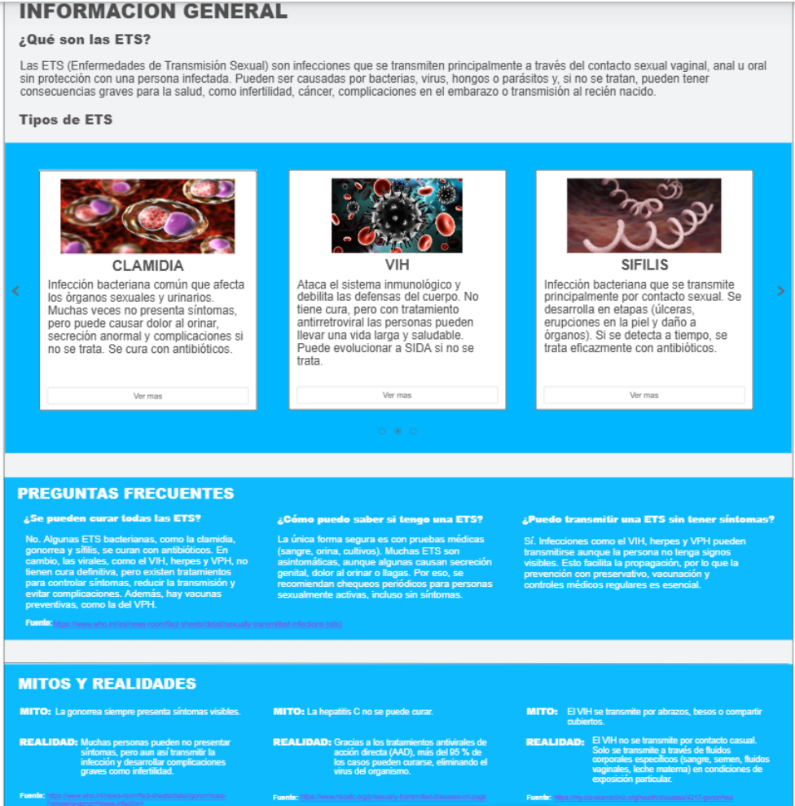 INFORMACION GENERAL
¿Qué son las ETS?
Las ETS (Enfermedades de Transmisión Sexual) son infecciones que se transmiten principalmente a través del contacto sexual vaginal, anal u oral
sin protección con una persona infectada. Pueden ser causadas por bacterias, virus, hongos o parásitos y, si no se tratan, pueden tener
consecuencias graves para la salud, como infertilidad, cáncer, complicaciones en el embarazo o transmisión al recién nacido.
Tipos de ETS
CLAMIDIA
Infección bacteriana común que afecta
los órganos sexuales y urinarios.
Muchas veces no presenta síntomas,
pero puede causar dolor al orinar,
secreción anormal y complicaciones si
no se trata. Se cura con antibióticos.
Ver mas
VIH
Ataca el sistema inmunológico y
debilita las defensas del cuerpo. No
tiene cura, pero con tratamiento
antirretroviral las personas pueden
llevar una vida larga y saludable.
Puede evolucionar a SIDA si no se
trata.
Ver mas
SIFILIS
Infección bacteriana que se transmite
principalmente por contacto sexual. Se
desarrolla en etapas (úlceras,
erupciones en la piel y daño a
órganos). Si se detecta a tiempo, se
trata eficazmente con antibióticos.
Ver mas
PREGUNTAS FRECUENTES
¿Se pueden curar todas las ETS?
No. Algunas ETS bacterianas, como la clamidia,
gonorrea y sífilis, se curan con antibióticos. En
cambio, las virales, como el VIH, herpes y VPH, no
tienen cura definitiva, pero existen tratamientos
para controlar síntomas, reducir la transmisión y
evitar complicaciones. Además, hay vacunas
preventivas, como la del VPH.
Fuente:
¿Cómo puedo saber si tengo una ETS?
La única forma segura es con pruebas médicas
(sangre, orina, cultivos). Muchas ETS son
asintomáticas, aunque algunas causan secreción
genital, dolor al orinar o llagas. Por eso, se
recomiendan chequeos periódicos para personas
sexualmente activas, incluso sin síntomas.
¿Puedo transmitir una ETS sin tener síntomas?
Sí. Infecciones como el VIH, herpes y VPH pueden
transmitirse aunque la persona no tenga signos
visibles. Esto facilita la propagación, por lo que la
prevención con preservativo, vacunación y
controles médicos regulares es esencial.
MITOS Y REALIDADES
MITO: La gonorrea siempre presenta síntomas visibles.
REALIDAD: Muchas personas pueden no presentar
síntomas, pero aun así transmitir la
infección y desarrollar complicaciones
graves como infertilidad.
Fuente:
MITO: La hepatitis C no se puede curar.
REALIDAD: Gracias a los tratamientos antivirales de
acción directa (AAD), más del 95 % de
los casos pueden curarse, eliminando el
virus del organismo.
Fuente:
MITO: El VIH se transmite por abrazos, besos o compartir
cubiertos.
REALIDAD: El VIH no se transmite por contacto casual.
Solo se transmite a través de fluidos
corporales específicos (sangre, semen, fluidos
vaginales, leche materna) en condiciones de
exposición particular.
Fuente: